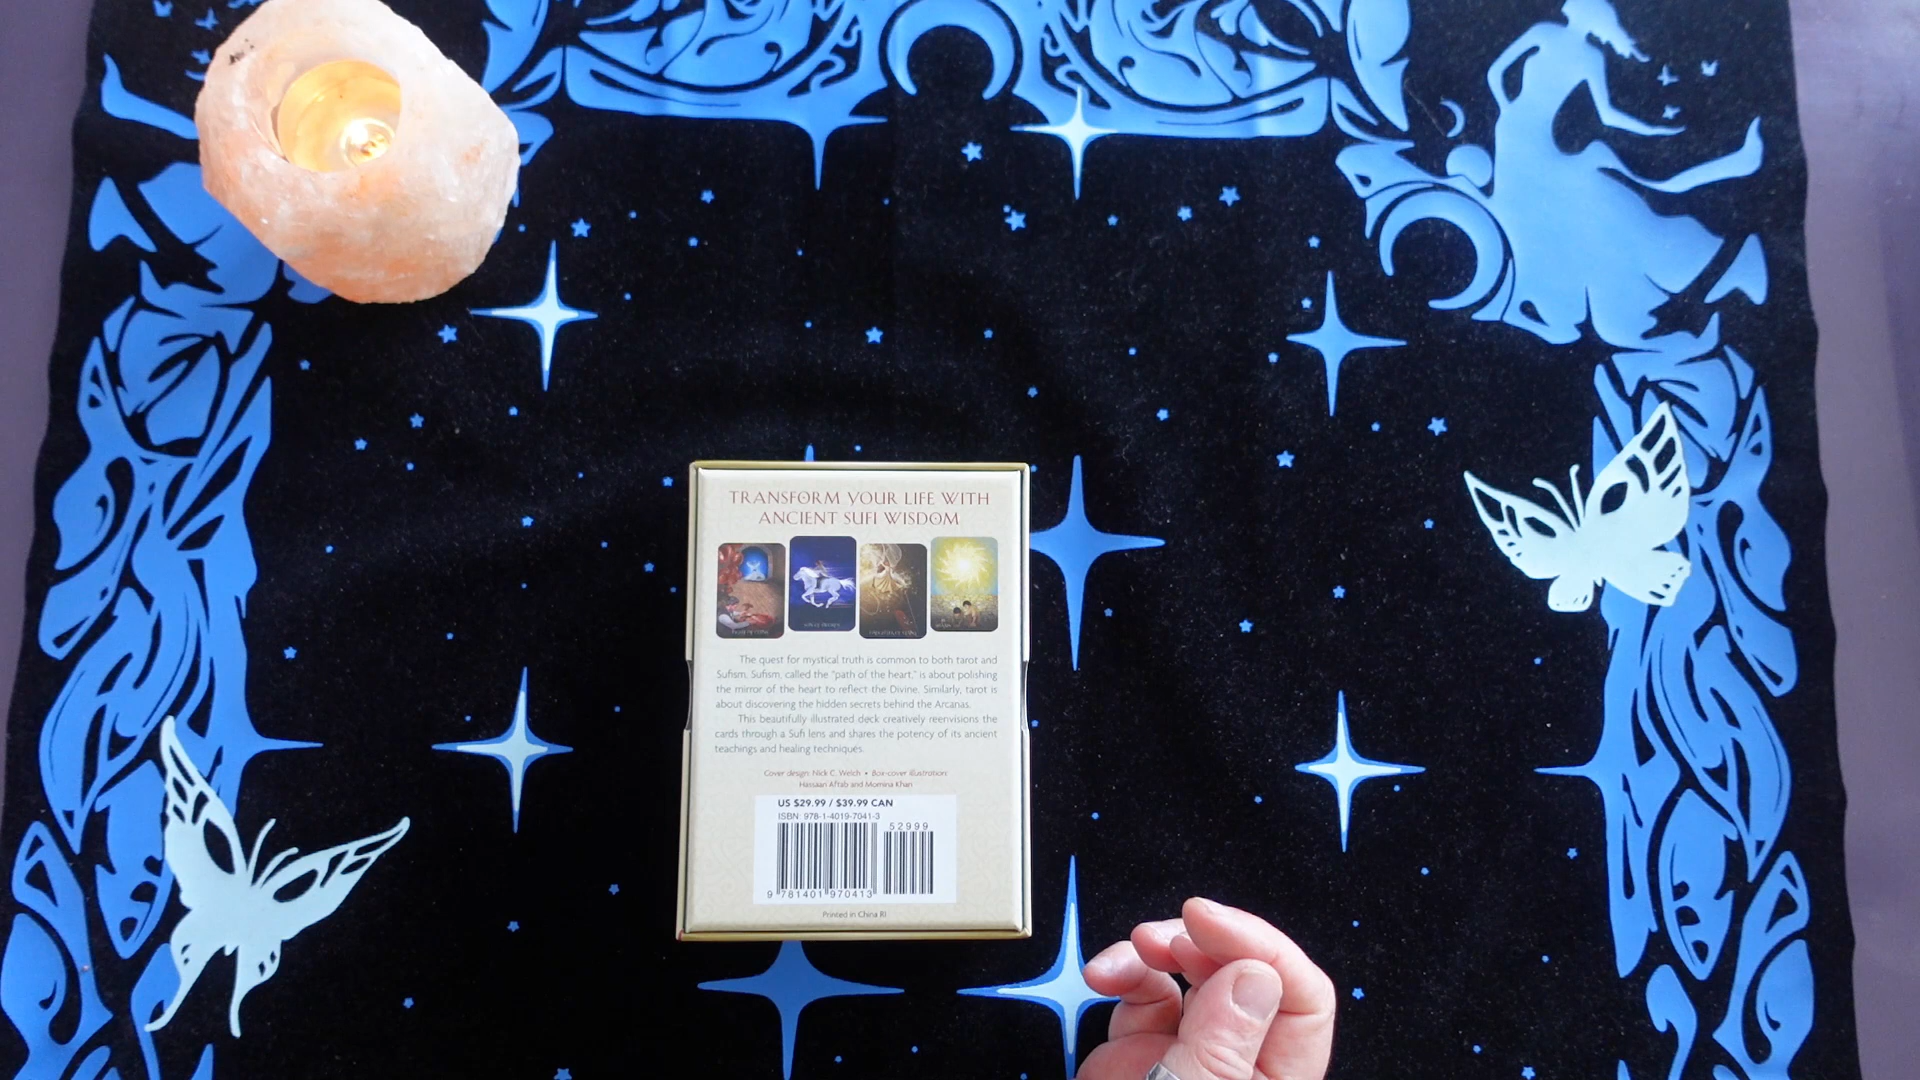 TRANSFORM YOUR LIFE WITH
ANCIENT SUFI WISDOM
The quest for mystical truth is common to both tarot and
Sufism. Sufism, called the "path of the heart," is about polishing
the mirror of the heart to reflect the Divine. Similarly, tarot is
about discovering the hidden secrets behind the Arcanas.
This beautifully illustrated deck creatively reenvisions the
cards through a Sufi lens and shares the potency of its ancient
teachings and healing techniques.
Cover design: Nick C. Welch • Box-cover illustration:
Hassaan Aftab and Momina Khan
US $29.99 / $39.99 CAN
ISBN: 978-1-4019-7041-3
52999
9 781401 970413
Printed in China RI